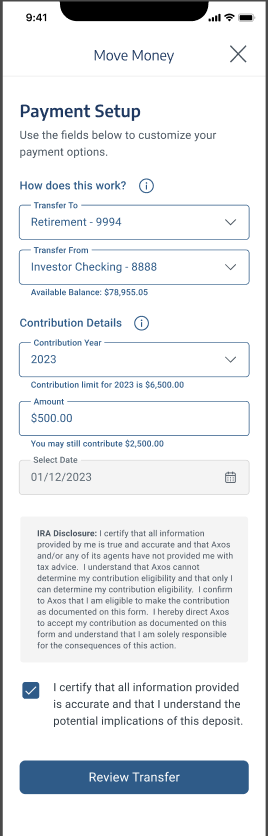 9:41
Move Money
Payment Setup
Use the fields below to customize your
payment options.
How does this work?
Transfer To
Retirement - 9994
Transfer From
Investor Checking - 8888
Available Balance: $78,955.05
Contribution Details
Contribution Year
2023
Contribution limit for 2023 is $6,500.00
Amount
$500.00
You may still contribute $2,500.00
Select Date
01/12/2023
IRA Disclosure: I certify that all information
provided by me is true and accurate and that Axos
and/or any of its agents have not provided me with
tax advice. I understand that Axos cannot
determine my contribution eligibility and that only I
can determine my contribution eligibility. I confirm
to Axos that I am eligible to make the contribution
as documented on this form. I hereby direct Axos
to accept my contribution as documented on this
form and understand that I am solely responsible
for the consequences of this action.
I certify that all information provided
is accurate and that I understand the
potential implications of this deposit.
Review Transfer